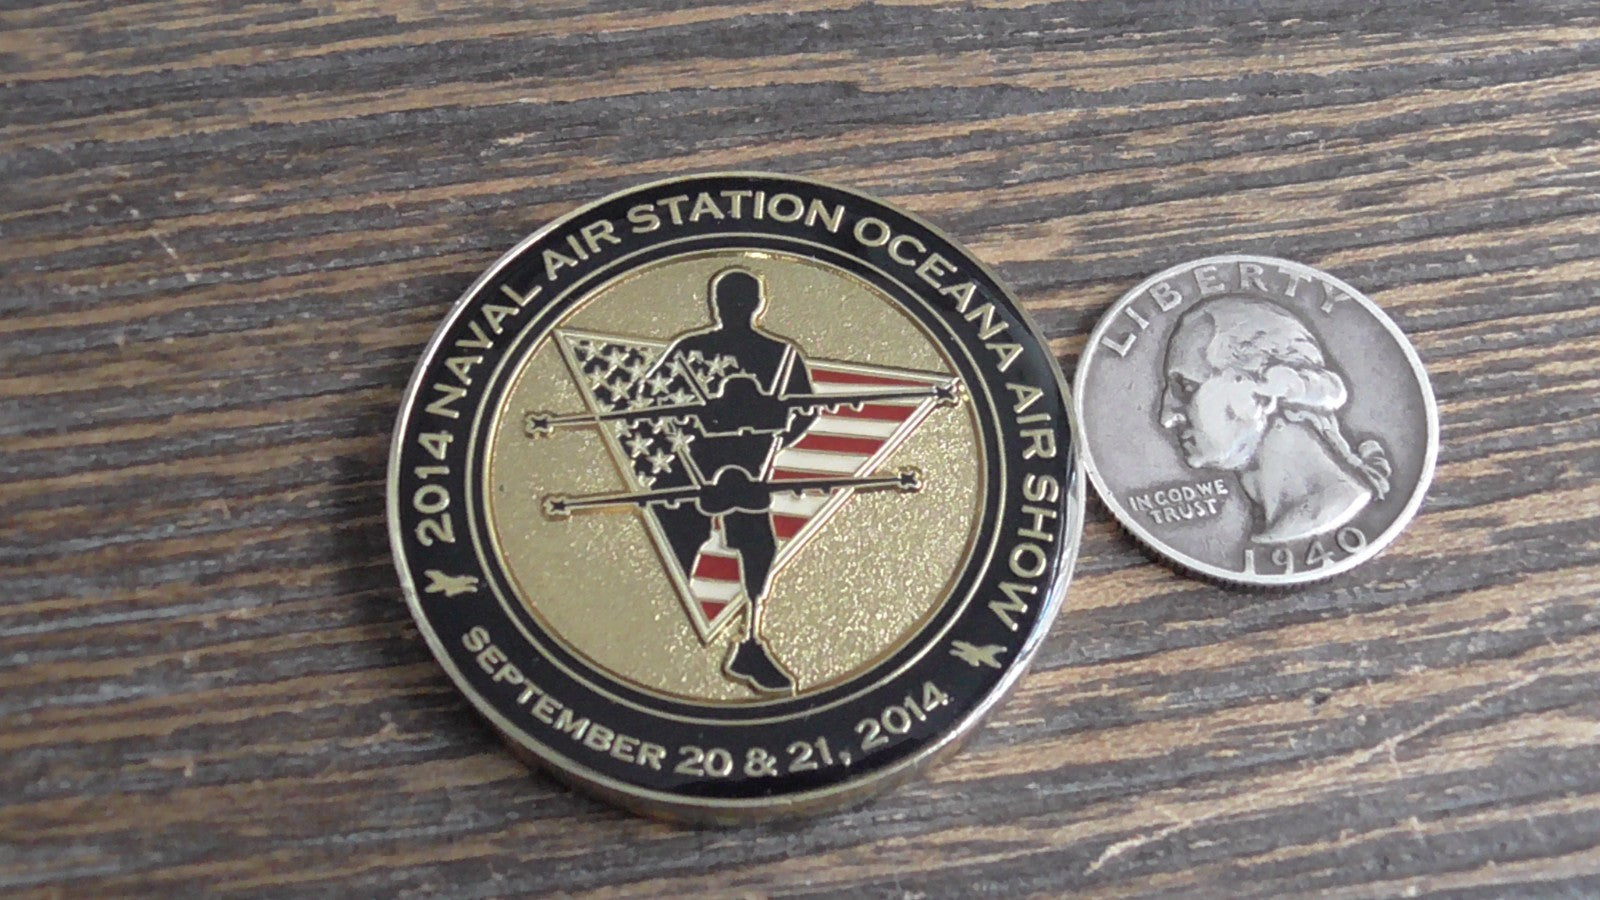 2014 NAVAL AIR STATION OCEANA AIR SHOW
SEPTEMBER 20 & 21, 2014
LIBERTY
IN GOD WE
TRUST
1940